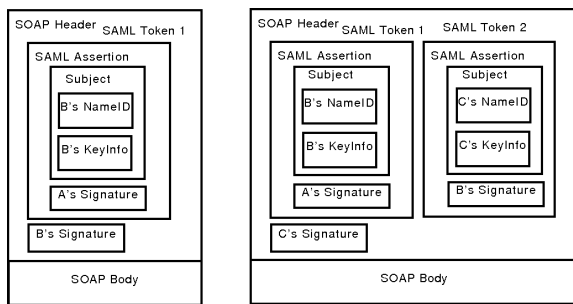 SOAP Header
SAML Token 1
SAML Assertion
Subject
B's NameID
B's KeyInfo
A's Signature
B's Signature
SOAP Body
SOAP Header
SAML Token 1
SAML Assertion
Subject
B's NameID
B's KeyInfo
A's Signature
SAML Token 2
SAML Assertion
Subject
C's NameID
C's KeyInfo
B's Signature
C's Signature
SOAP Body